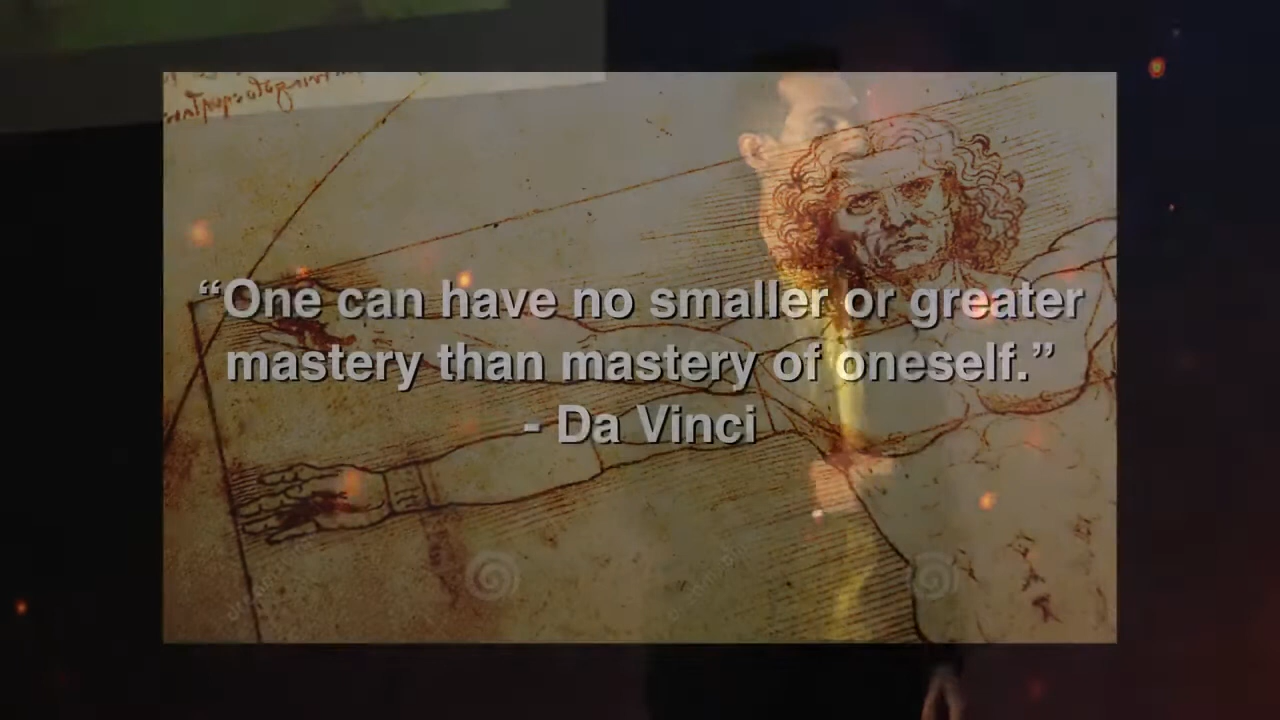 “One can have no smaller or greater
mastery than mastery of oneself.”
- Da Vinci